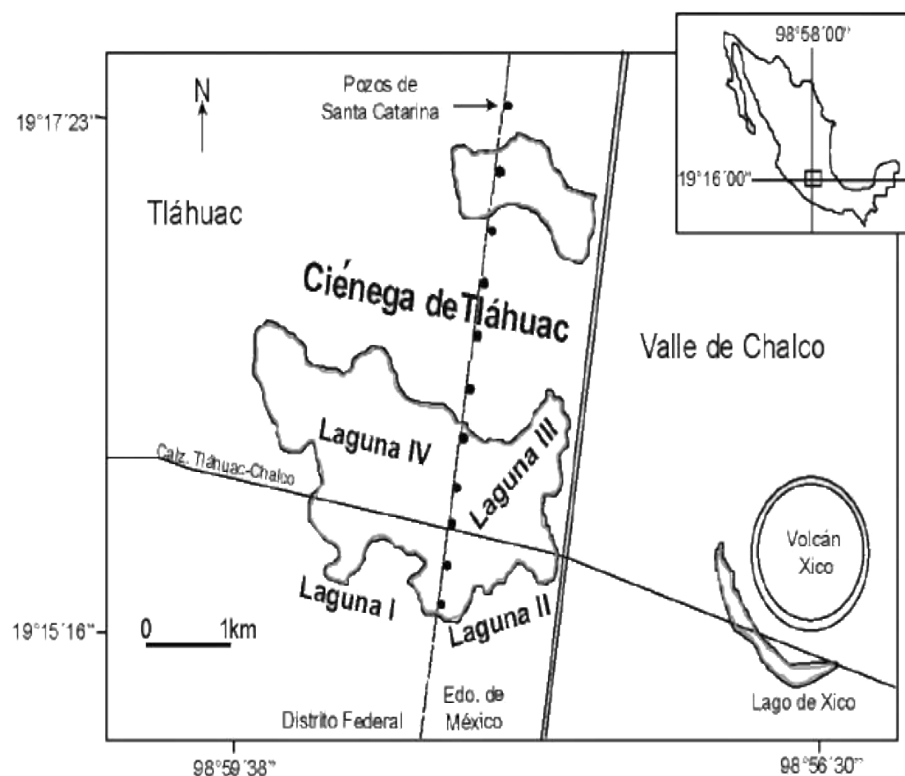 98°58´00´´
19°16´00´´
Pozos de
Santa Catarina
N
19°17´23´´
Tláhuac
Ciénega de Tláhuac
Valle de Chalco
Laguna IV
Laguna III
Calz. Tláhuac-Chalco
Volcán
Xico
Laguna I
Laguna II
19°15´16´´
0 1km
Lago de Xico
Distrito Federal
Edo. de
México
98°59´38´´
98°56´30´´